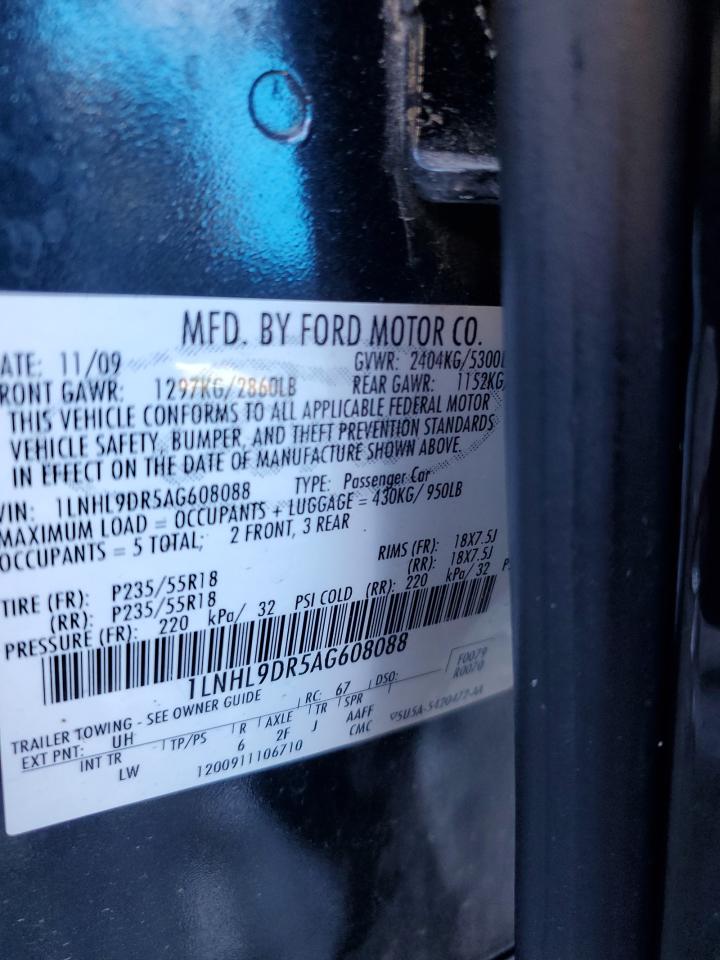 MFD. BY FORD MOTOR CO.
ATE: 11/09 GVWR: 2404KG/5300L
RONT GAWR: 1297KG/2860LB REAR GAWR: 1152KG/
THIS VEHICLE CONFORMS TO ALL APPLICABLE FEDERAL MOTOR
VEHICLE SAFETY, BUMPER, AND THEFT PREVENTION STANDARDS
IN EFFECT ON THE DATE OF MANUFACTURE SHOWN ABOVE.
VIN: 1LNHL9DR5AG608088 TYPE: Passenger Car
MAXIMUM LOAD = OCCUPANTS + LUGGAGE = 430KG/ 950LB
OCCUPANTS = 5 TOTAL; 2 FRONT, 3 REAR
TIRE (FR): P235/55R18 RIMS (FR): 18X7.5J
(RR): P235/55R18 (RR): 18X7.5J
PRESSURE (FR): 220 kPa/ 32 PSI COLD (RR): 220 kPa/ 32 P
1LNHL9DR5AG608088
F0079
R0070
TRAILER TOWING - SEE OWNER GUIDE RC: 67 DSO:
EXT PNT: UH TP/PS R AXLE TR SPR
INT TR 6 2F J AAFF
LW 1200911106710 CMC